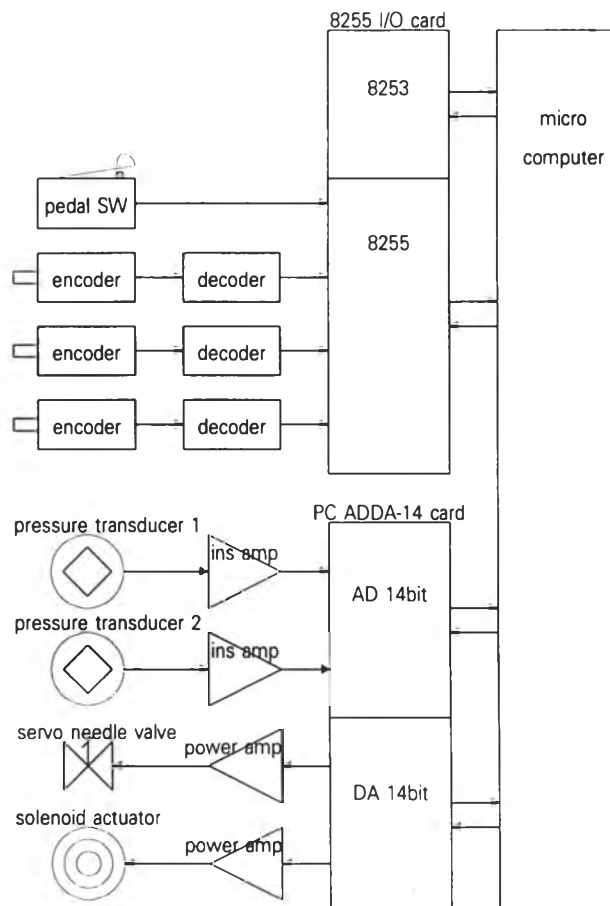 8255 I/O card
8253
micro
computer
pedal SW
8255
encoder
decoder
encoder
decoder
encoder
decoder
pressure transducer 1
PC ADDA-14 card
ins amp
AD 14bit
pressure transducer 2
ins amp
servo needle valve
power amp
DA 14bit
solenoid actuator
power amp